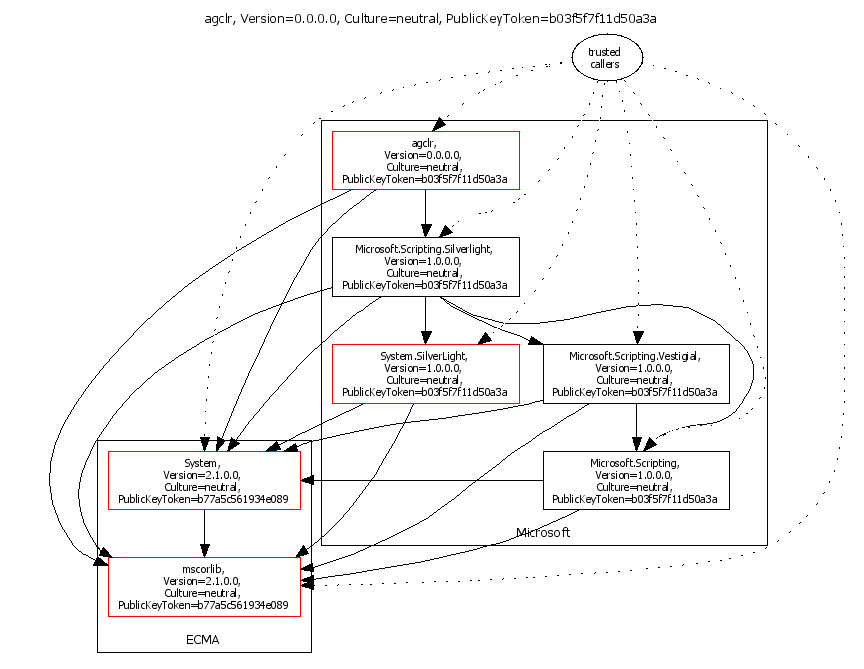 agclr, Version=0.0.0.0, Culture=neutral, PublicKeyToken=b03f5f7f11d50a3a
trusted
callers
agclr,
Version=0.0.0.0,
Culture=neutral,
PublicKeyToken=b03f5f7f11d50a3a
Microsoft.Scripting.Silverlight,
Version=1.0.0.0,
Culture=neutral,
PublicKeyToken=b03f5f7f11d50a3a
System.SilverLight,
Version=1.0.0.0,
Culture=neutral,
PublicKeyToken=b03f5f7f11d50a3a
Microsoft.Scripting.Vestigial,
Version=1.0.0.0,
Culture=neutral,
PublicKeyToken=b03f5f7f11d50a3a
System,
Version=2.1.0.0,
Culture=neutral,
PublicKeyToken=b77a5c561934e089
Microsoft.Scripting,
Version=1.0.0.0,
Culture=neutral,
PublicKeyToken=b03f5f7f11d50a3a
Microsoft
mscorlib,
Version=2.1.0.0,
Culture=neutral,
PublicKeyToken=b77a5c561934e089
ECMA